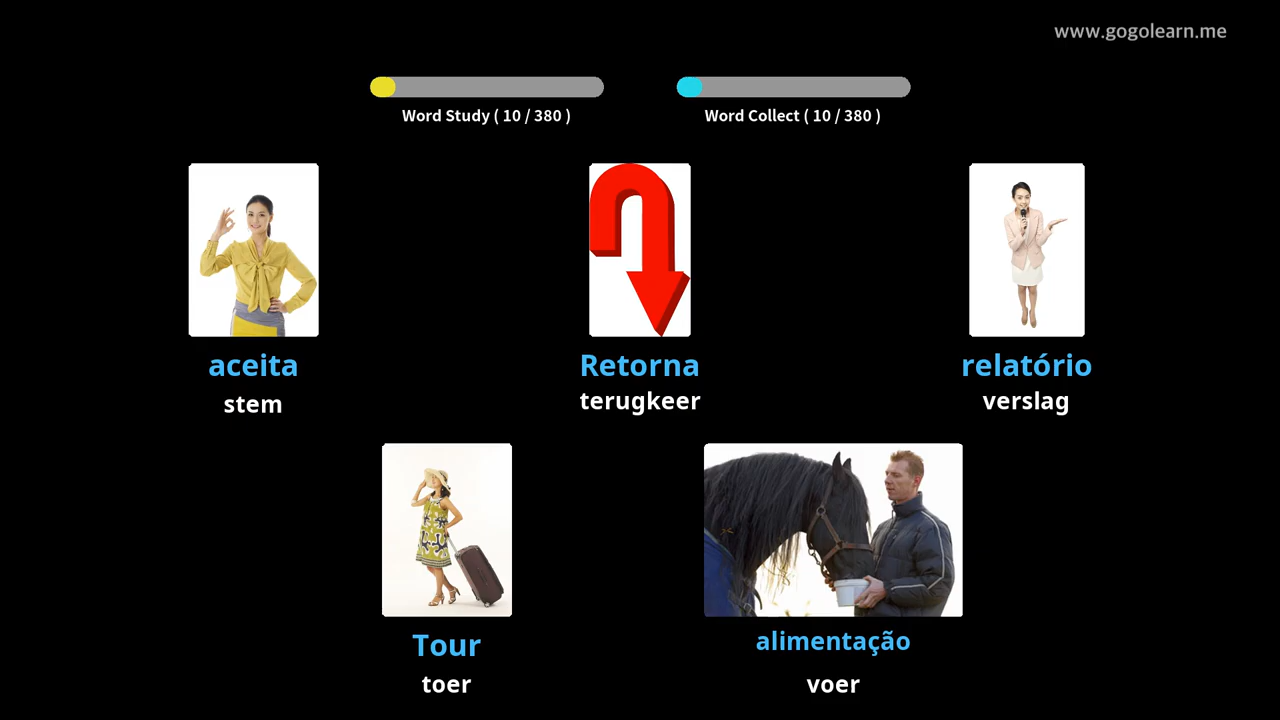 www.gogolearn.me
Word Study ( 10 / 380 )
Word Collect ( 10 / 380 )
aceita
stem
Retorna
terugkeer
relatório
verslag
Tour
toer
alimentação
voer